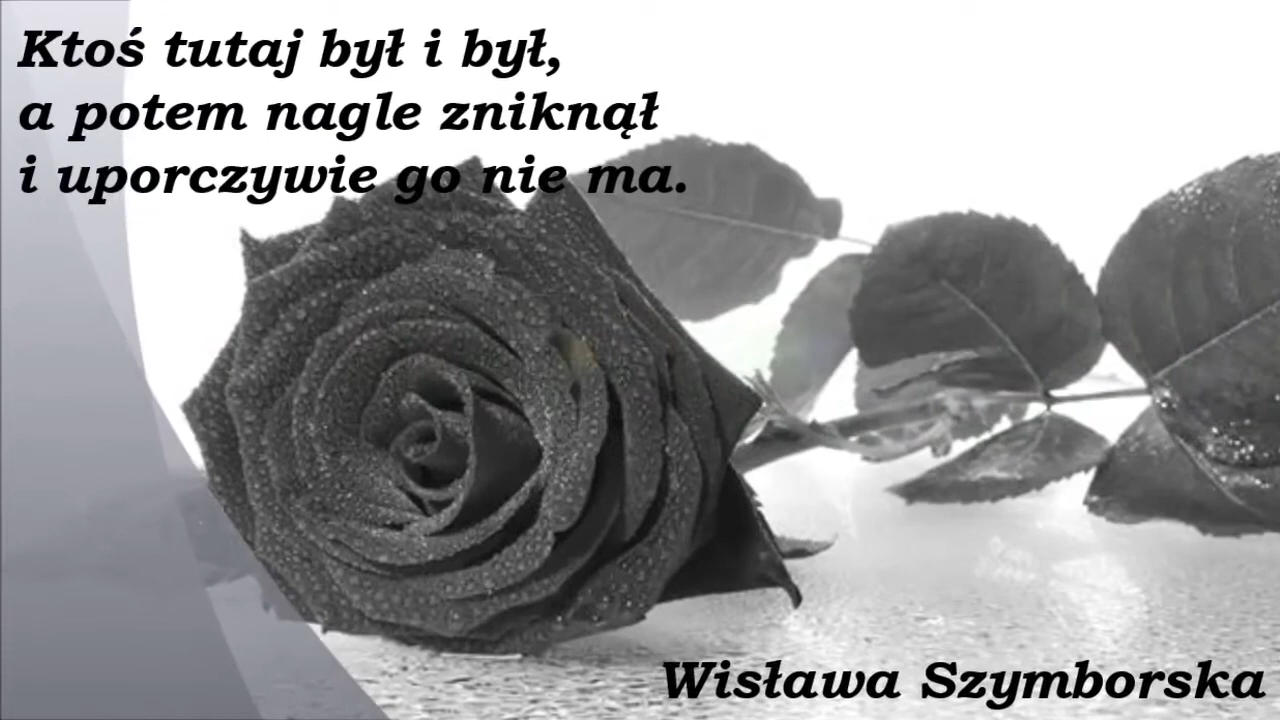 Ktoś tutaj był i był,
a potem nagle zniknął
i uporczywie go nie ma.
Wisława Szymborska